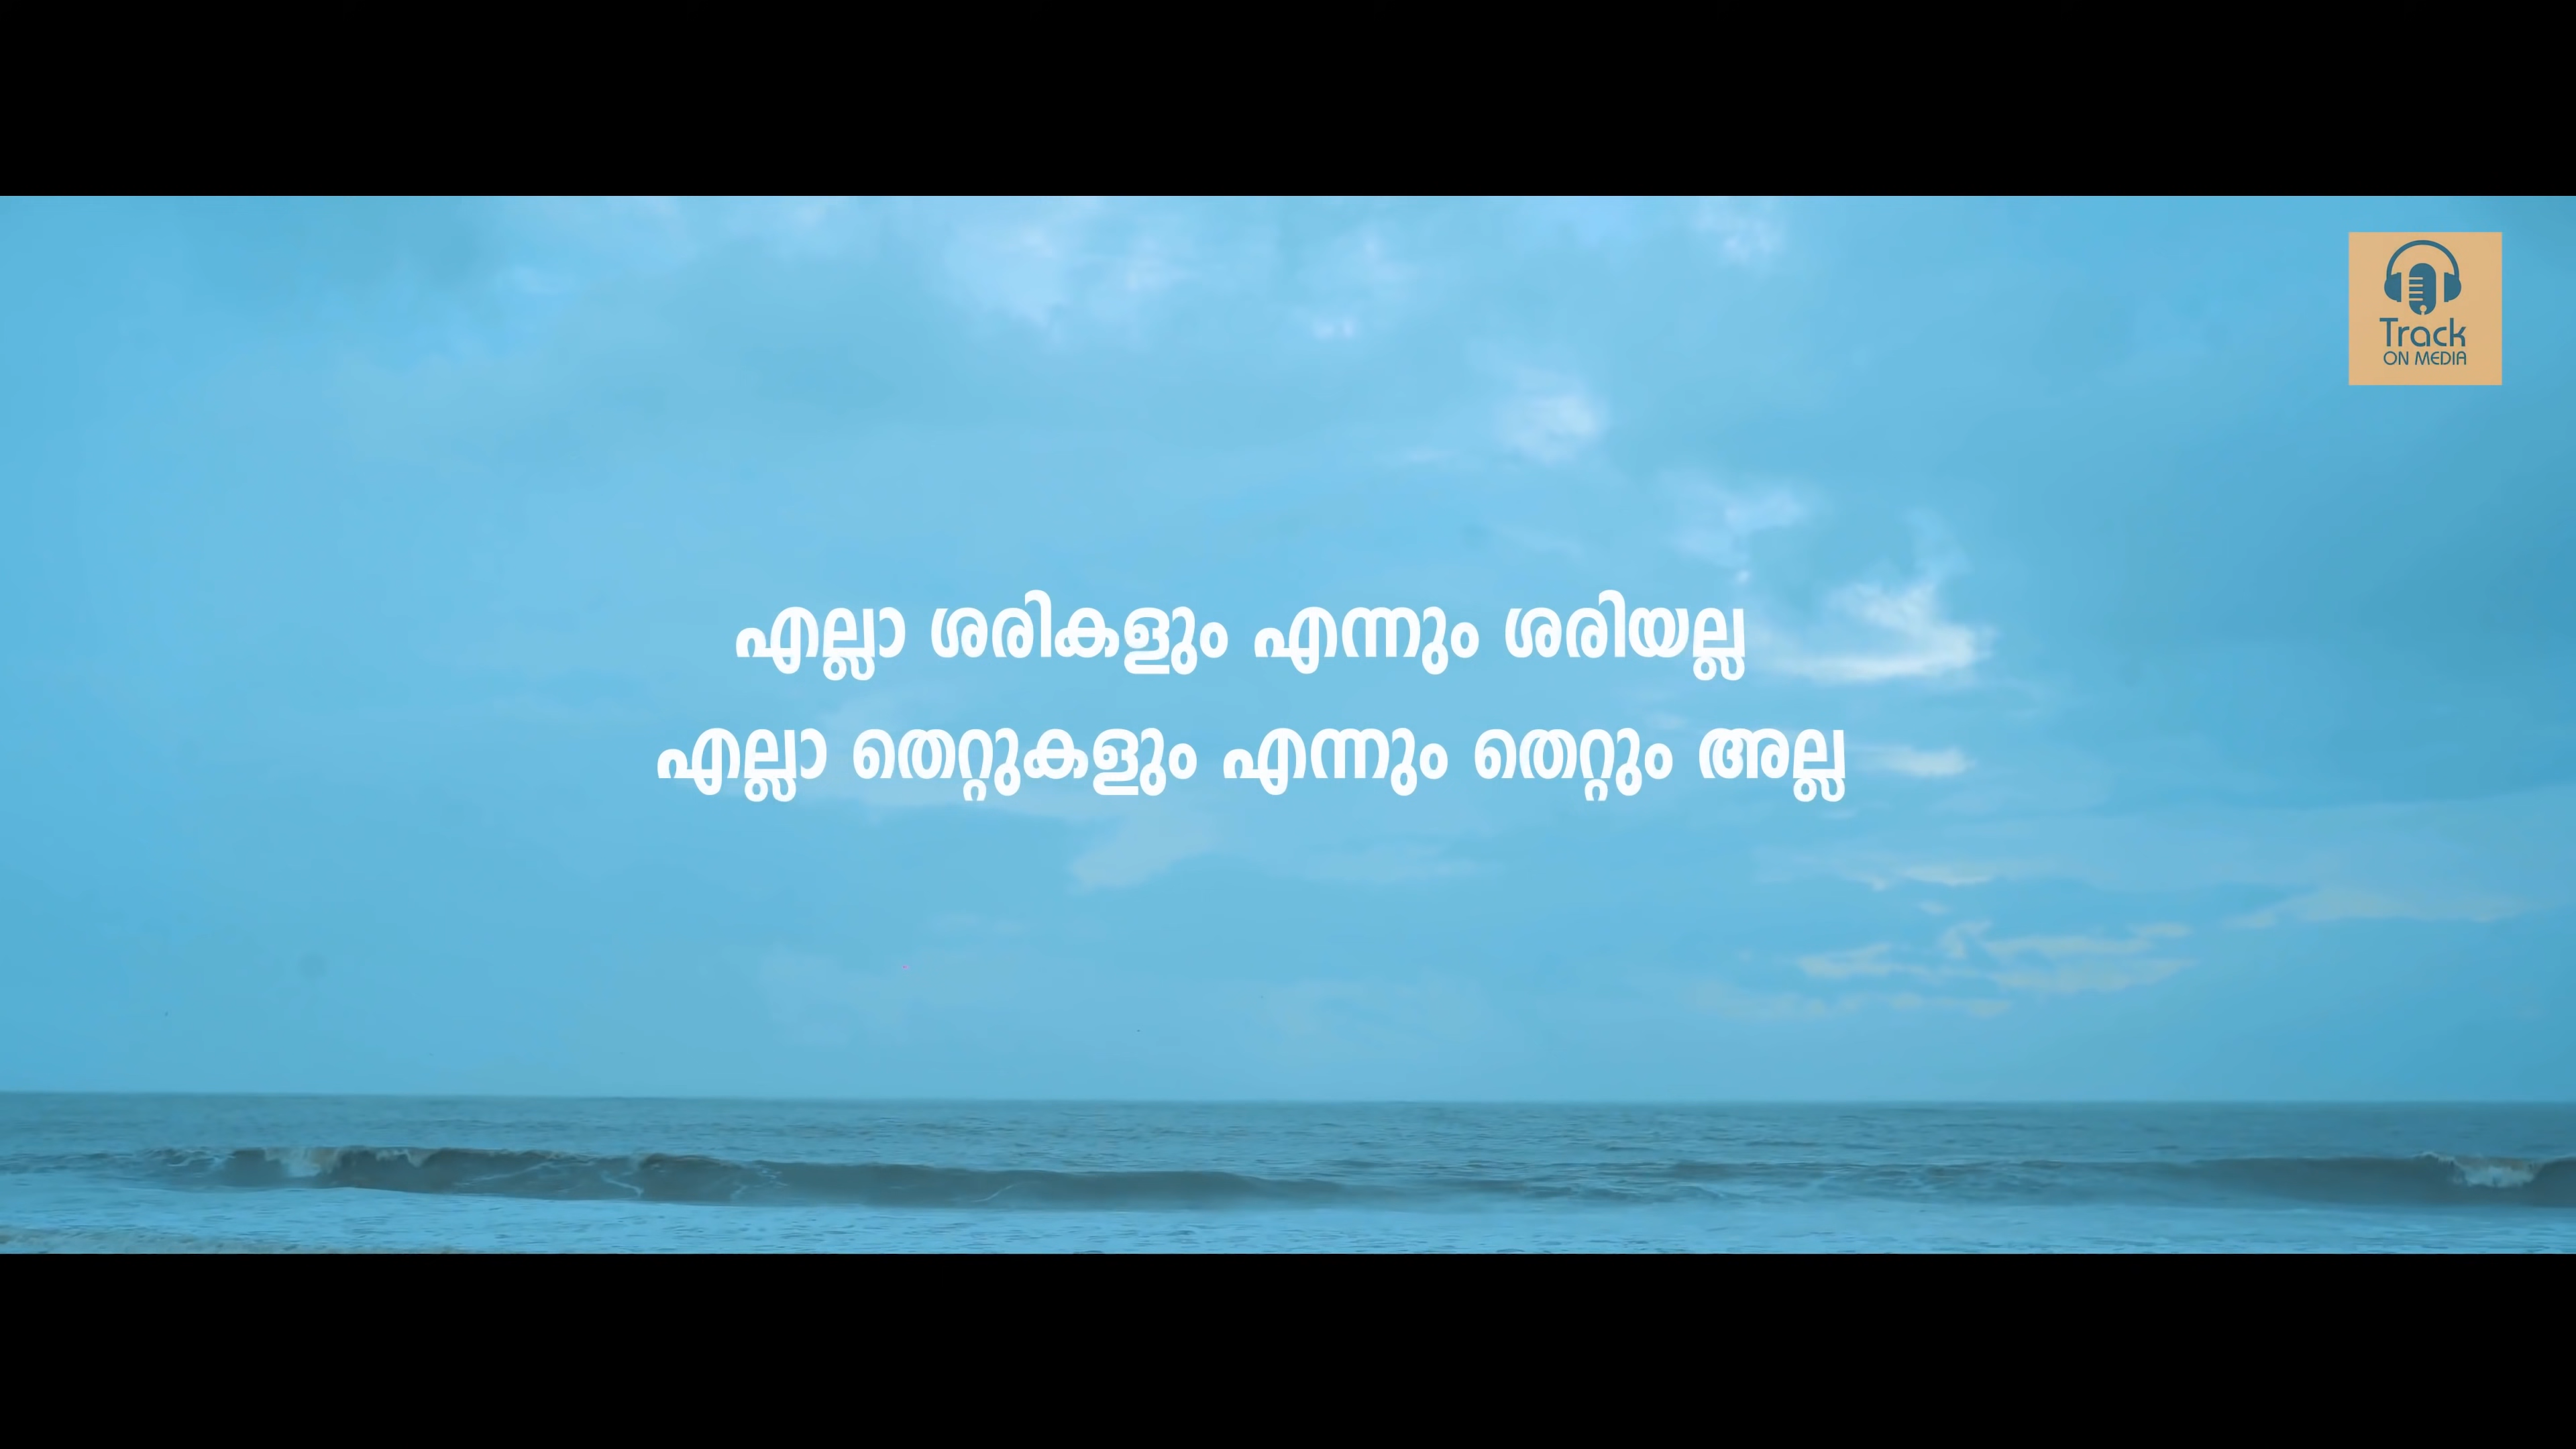 Track
ON MEDIA
എല്ലാ ശരികളും എന്നും ശരിയല്ല
എല്ലാ തെറ്റുകളും എന്നും തെറ്റും അല്ല